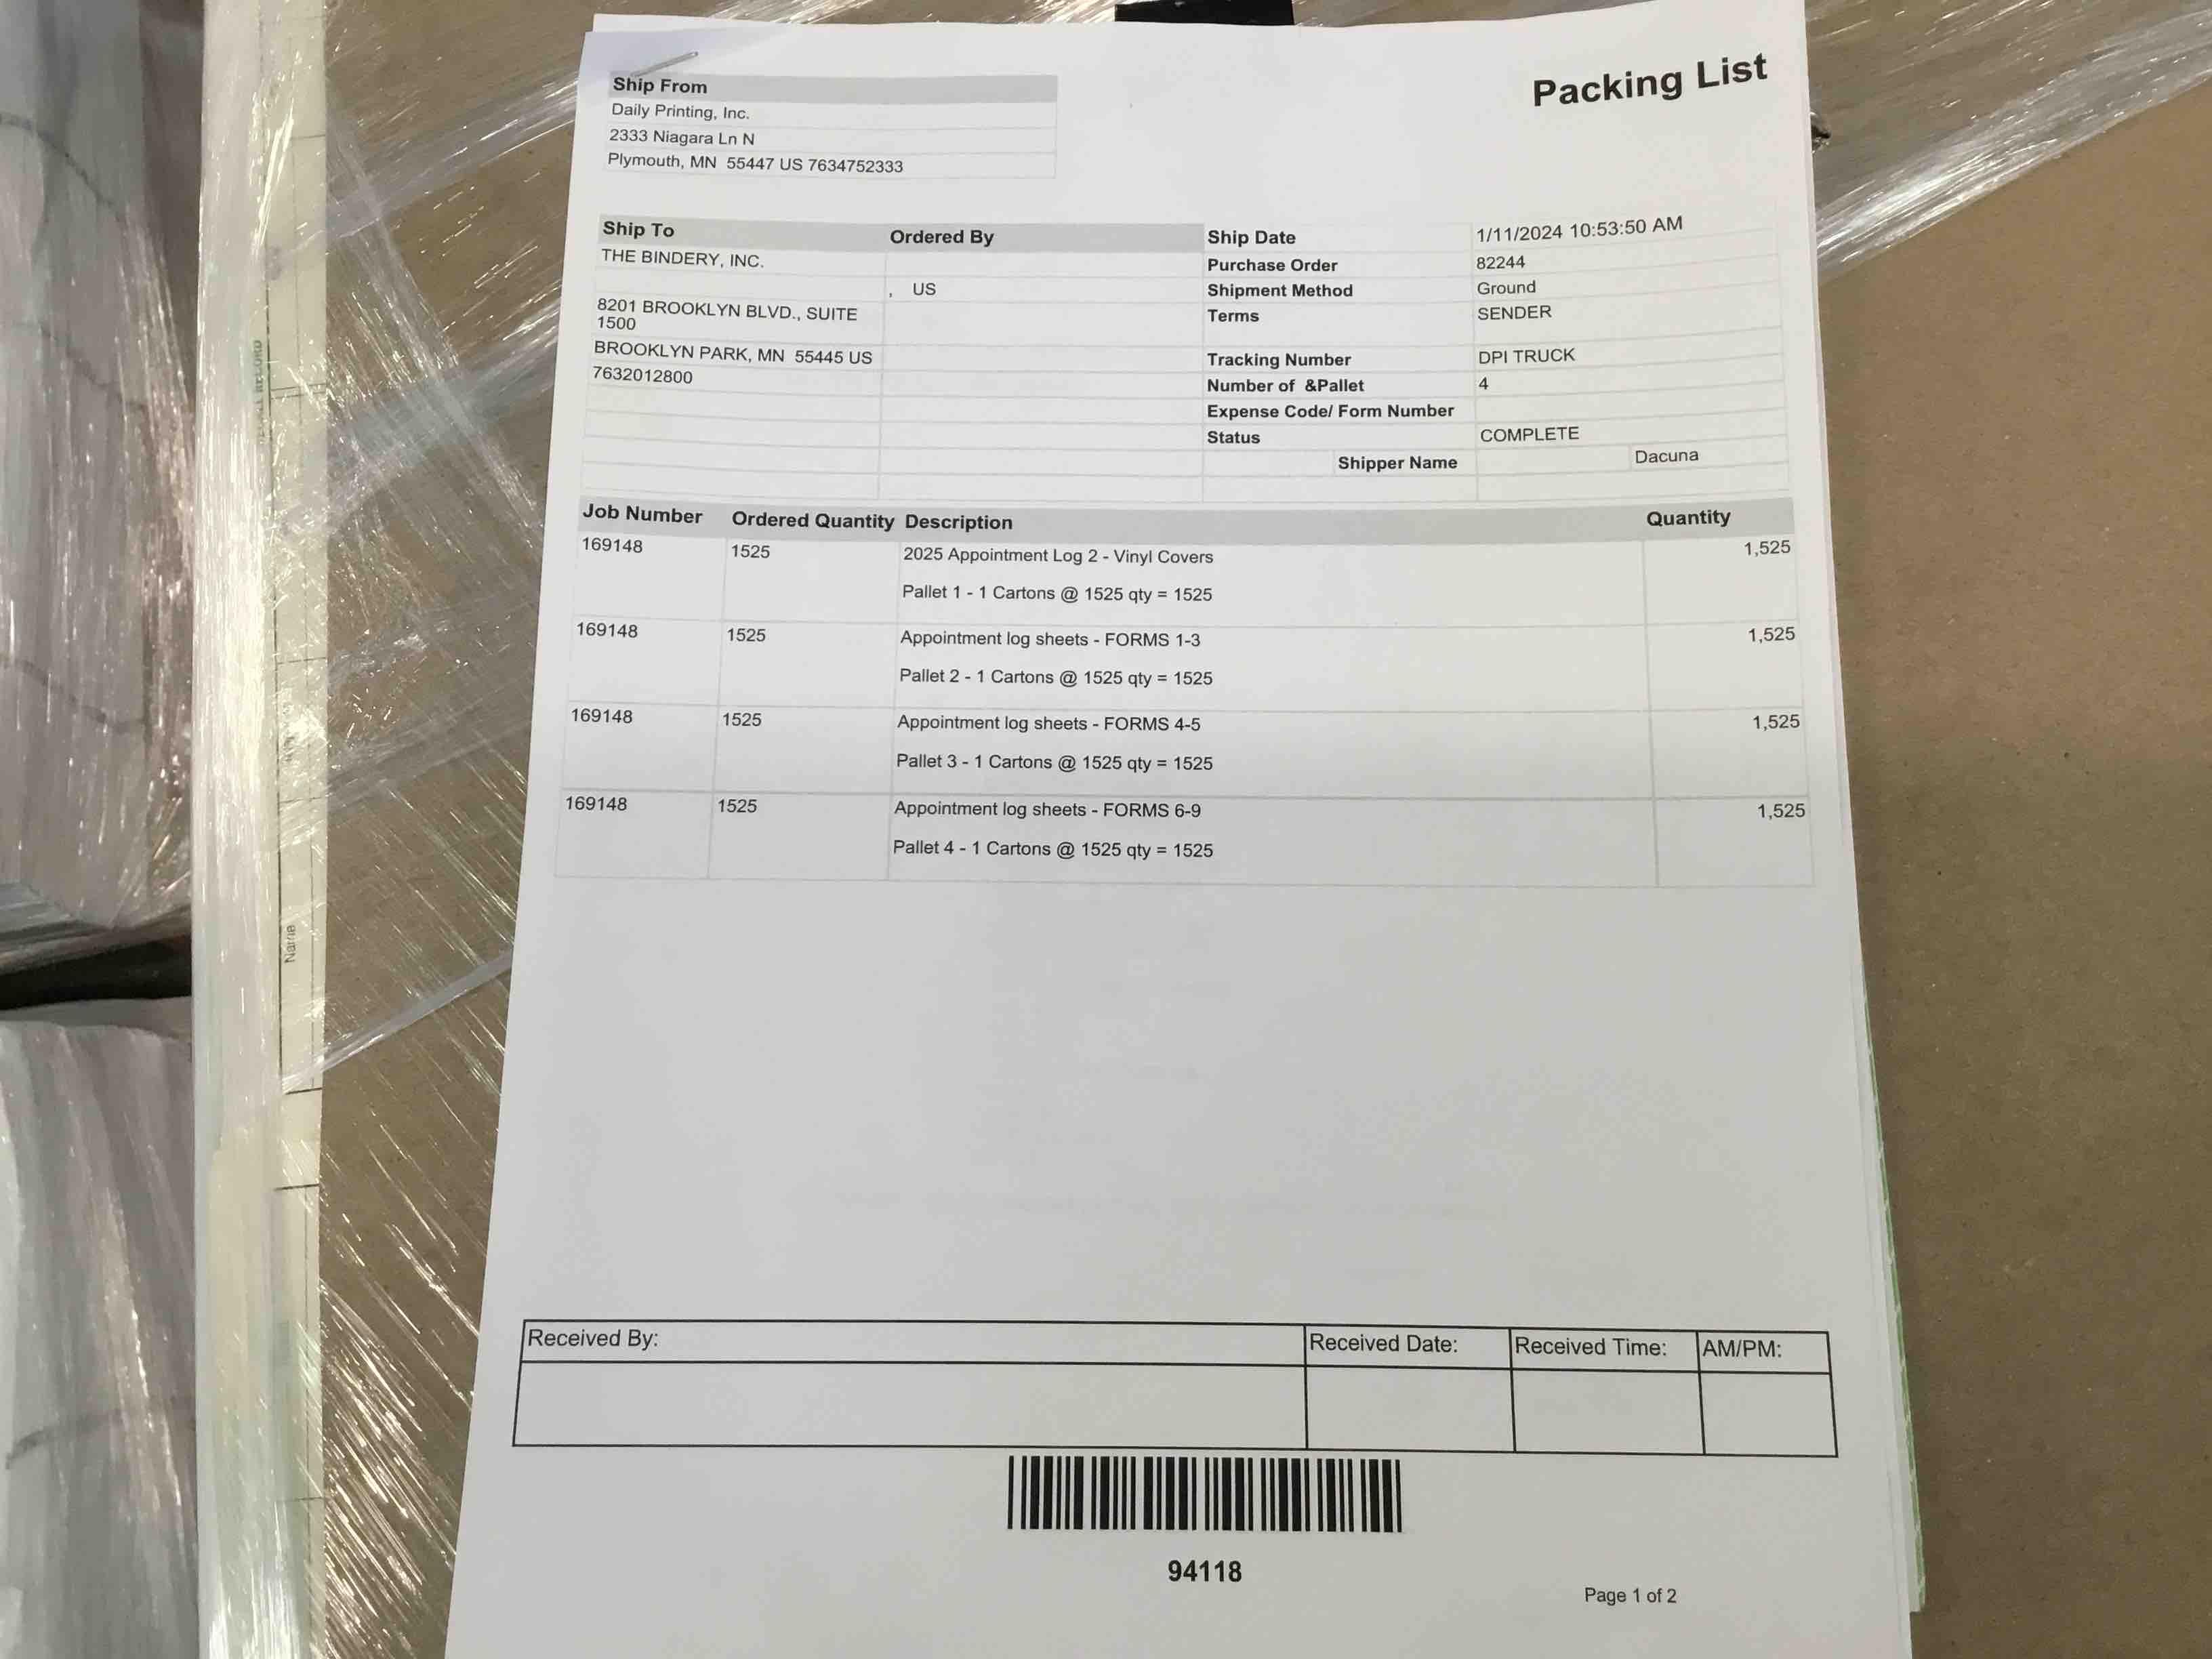 Packing List
Ship From
Daily Printing, Inc.
2333 Niagara Ln N
Plymouth, MN 55447 US 7634752333
Ship To
THE BINDERY, INC.
8201 BROOKLYN BLVD., SUITE
1500
BROOKLYN PARK, MN 55445 US
7632012800
Ordered By
, US
Ship Date 1/11/2024 10:53:50 AM
Purchase Order 82244
Shipment Method Ground
Terms SENDER
Tracking Number DPI TRUCK
Number of &Pallet 4
Expense Code/ Form Number
Status COMPLETE
Shipper Name Dacuna
Job Number Ordered Quantity Description Quantity
169148 1525 2025 Appointment Log 2 - Vinyl Covers 1,525
Pallet 1 - 1 Cartons @ 1525 qty = 1525
169148 1525 Appointment log sheets - FORMS 1-3 1,525
Pallet 2 - 1 Cartons @ 1525 qty = 1525
169148 1525 Appointment log sheets - FORMS 4-5 1,525
Pallet 3 - 1 Cartons @ 1525 qty = 1525
169148 1525 Appointment log sheets - FORMS 6-9 1,525
Pallet 4 - 1 Cartons @ 1525 qty = 1525
Received By: Received Date: Received Time: AM/PM:
94118
Page 1 of 2
Name